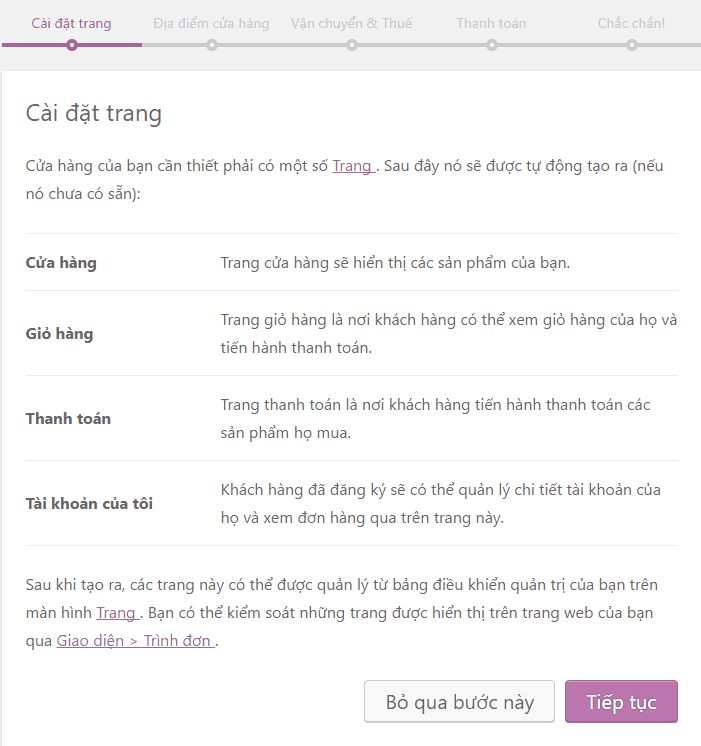 Cài đặt trang
Địa điểm cửa hàng
Vận chuyển & Thuế
Thanh toán
Chắc chắn!
Cài đặt trang
Cửa hàng của bạn cần thiết phải có một số Trang . Sau đây nó sẽ được tự động tạo ra (nếu
nó chưa có sẵn):
Cửa hàng
Trang cửa hàng sẽ hiển thị các sản phẩm của bạn.
Giỏ hàng
Trang giỏ hàng là nơi khách hàng có thể xem giỏ hàng của họ và
tiến hành thanh toán.
Thanh toán
Trang thanh toán là nơi khách hàng tiến hành thanh toán các
sản phẩm họ mua.
Tài khoản của tôi
Khách hàng đã đăng ký sẽ có thể quản lý chi tiết tài khoản của
họ và xem đơn hàng qua trên trang này.
Sau khi tạo ra, các trang này có thể được quản lý từ bảng điều khiển quản trị của bạn trên
màn hình Trang . Bạn có thể kiểm soát những trang được hiển thị trên trang web của bạn
qua Giao diện > Trình đơn .
Bỏ qua bước này
Tiếp tục